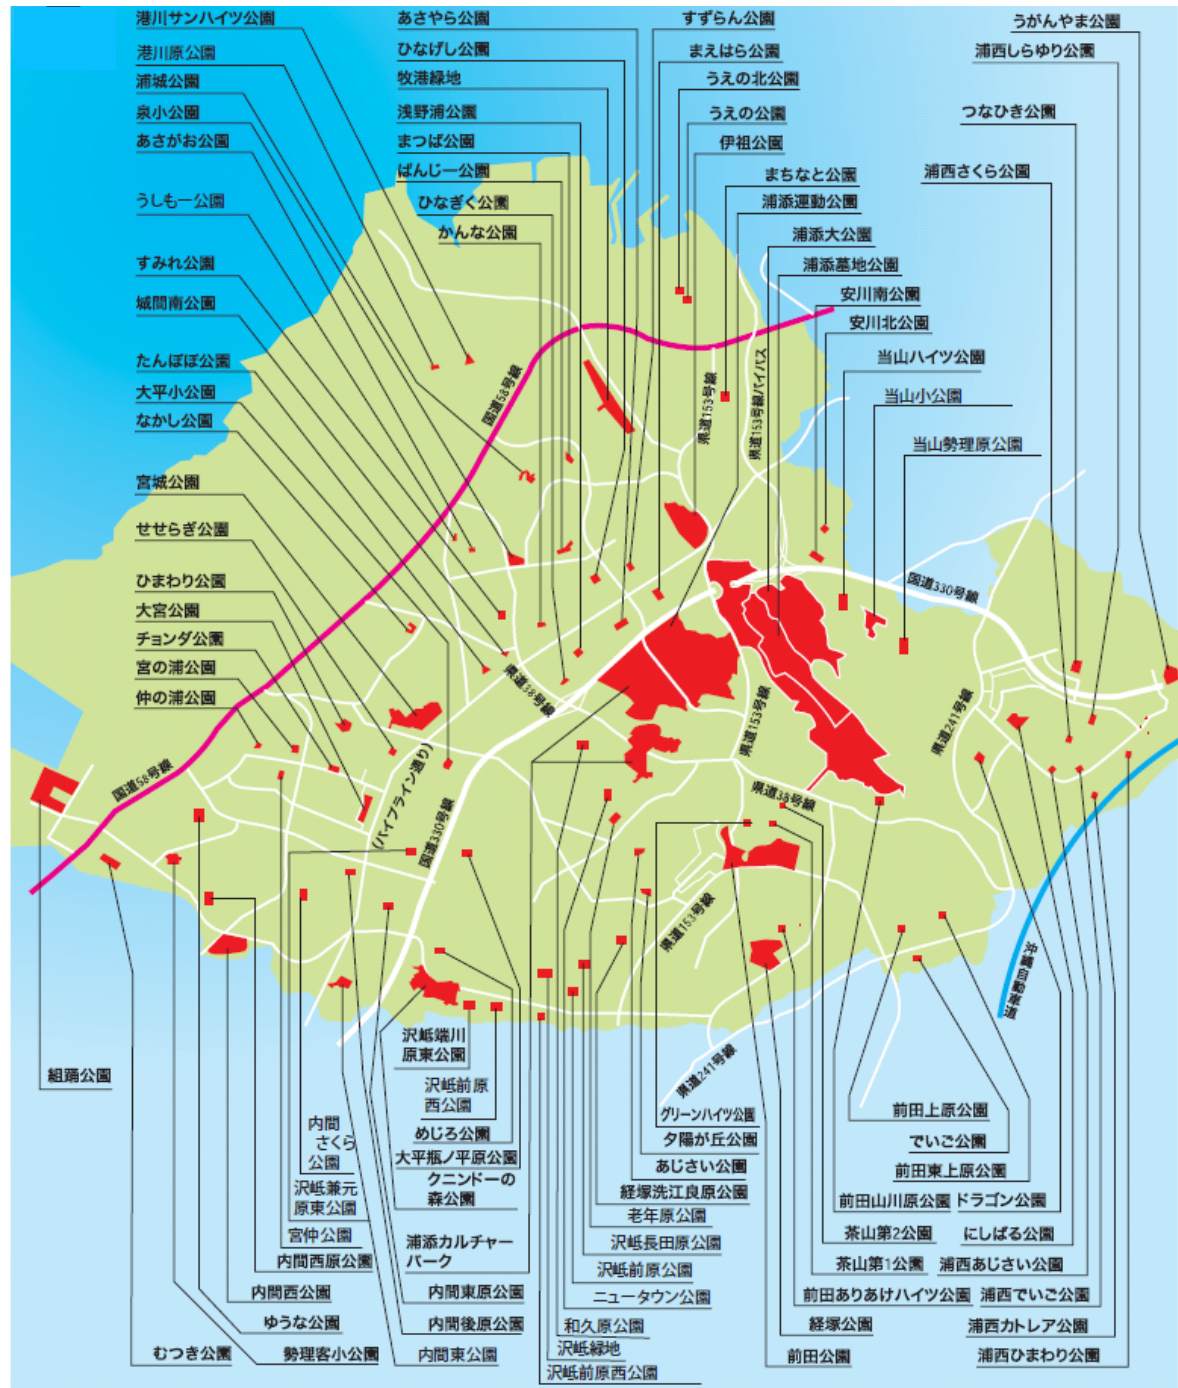 港川サンハイツ公園
港川原公園
浦城公園
泉小公園
あさがお公園
うしもー公園
すみれ公園
城間南公園
たんぽぽ公園
大平小公園
なかし公園
宮城公園
せせらぎ公園
ひまわり公園
大宮公園
チョンダ公園
宮の浦公園
仲の浦公園
あさやら公園
ひなげし公園
牧港緑地
浅野浦公園
まつば公園
ばんじー公園
ひなぎく公園
かんな公園
すずらん公園
まえはら公園
うえの北公園
うえの公園
伊祖公園
まちなと公園
浦添運動公園
浦添大公園
浦添墓地公園
安川南公園
安川北公園
当山ハイツ公園
当山小公園
当山勢理原公園
うがんやま公園
浦西しらゆり公園
つなひき公園
浦西さくら公園
国道58号線
県道153号線
県道153号線バイパス
国道330号線
県道38号線
県道153号線
県道241号線
国道58号線
(パイプライン通り)
国道330号線
県道38号線
県道153号線
沖縄自動車道
県道241号線
組踊公園
沢岻端川
原東公園
沢岻前原
西公園
めじろ公園
大平瓶ノ平原公園
クニンドーの
森公園
内間
さくら
公園
沢岻兼元
原東公園
宮仲公園
内間西原公園
内間西公園
ゆうな公園
むつき公園
勢理客小公園
浦添カルチャー
パーク
内間東原公園
内間後原公園
内間東公園
グリーンハイツ公園
夕陽が丘公園
あじさい公園
経塚洗江良原公園
老年原公園
沢岻長田原公園
沢岻前原公園
ニュータウン公園
和久原公園
沢岻緑地
沢岻前原西公園
前田上原公園
でいご公園
前田東上原公園
前田山川原公園
ドラゴン公園
茶山第2公園
にしばる公園
茶山第1公園
浦西あじさい公園
前田ありあけハイツ公園
浦西でいご公園
経塚公園
浦西カトレア公園
前田公園
浦西ひまわり公園